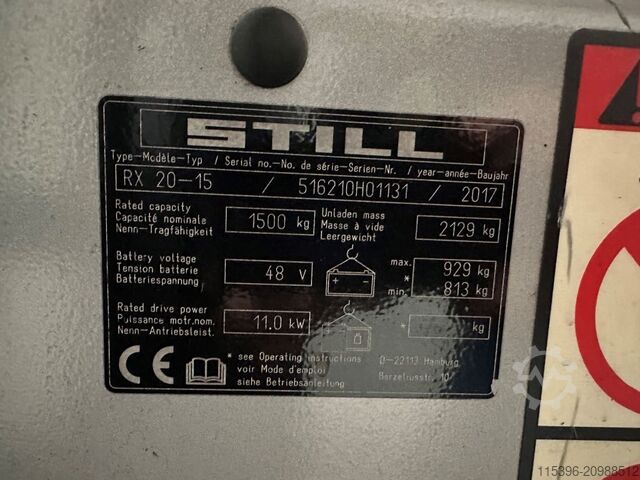 STILL
Type-Modèle-Typ / Serial no.-No. de série-Serien-Nr. / year-année-Baujahr
RX 20-15 / 516210H01131 / 2017
Rated capacity
Capacité nominale
Nenn-Tragfähigkeit
1500 kg
Unladen mass
Masse à vide
Leergewicht
2129 kg
Battery voltage
Tension batterie
Batteriespannung
48 V
max. 929 kg
*
min. 813 kg
Rated drive power
Puissance motr.nom.
Nenn-Antriebsleist.
11.0 kW
* kg
CE
* see Operating instructions
voir Mode d'emploi
siehe Betriebsanleitung
D-22113 Hamburg
Berzeliusstr. 10
115396-20988512